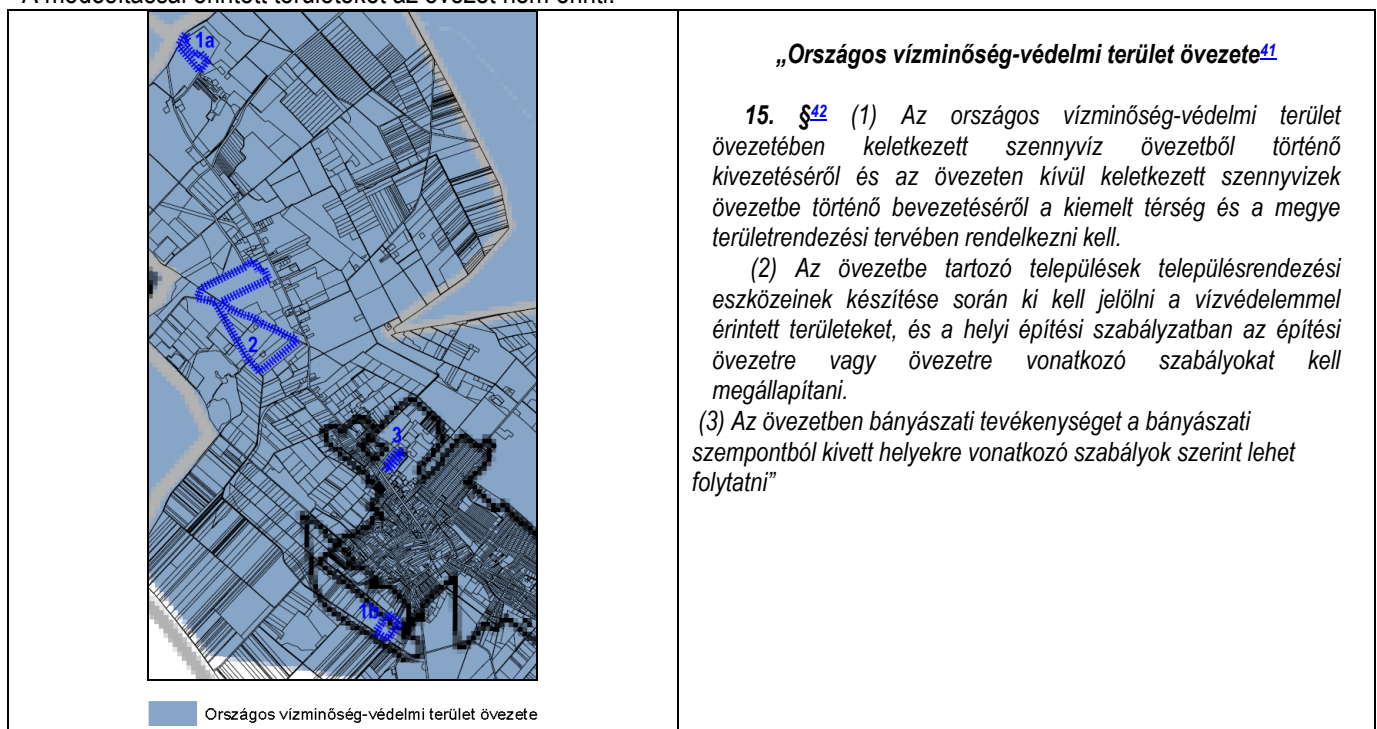 A módosítással érintett területeket az övezet nem érinti.
1a
2
3
1b
Országos vízminőség-védelmi terület övezete
„Országos vízminőség-védelmi terület övezete41
15. §42 (1) Az országos vízminőség-védelmi terület
övezetében keletkezett szennyvíz övezetből történő
kivezetéséről és az övezeten kívül keletkezett szennyvizek
övezetbe történő bevezetéséről a kiemelt térség és a megye
területrendezési tervében rendelkezni kell.
(2) Az övezetbe tartozó települések településrendezési
eszközeinek készítése során ki kell jelölni a vízvédelemmel
érintett területeket, és a helyi építési szabályzatban az építési
övezetre vagy övezetre vonatkozó szabályokat kell
megállapítani.
(3) Az övezetben bányászati tevékenységet a bányászati
szempontból kivett helyekre vonatkozó szabályok szerint lehet
folytatni”